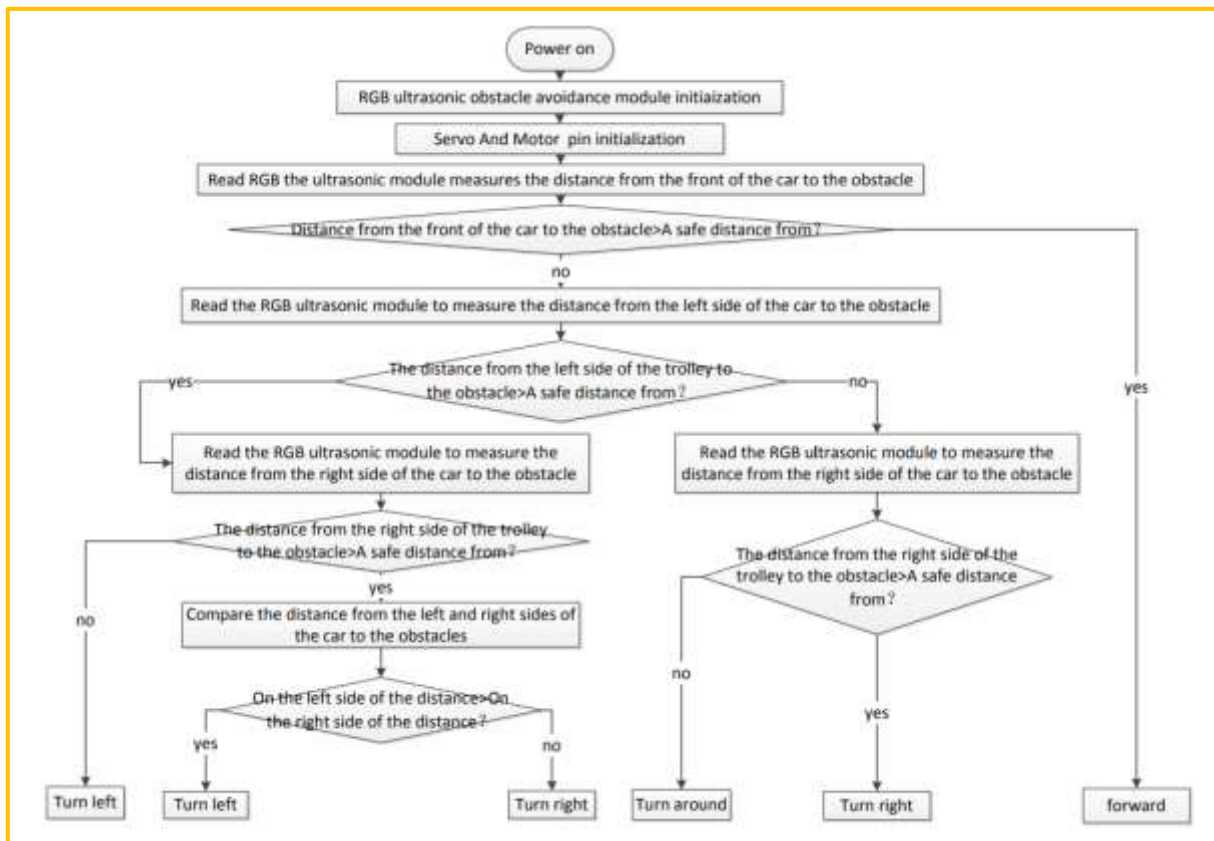 Power on
RGB ultrasonic obstacle avoidance module initiaization
Servo And Motor pin initialization
Read RGB the ultrasonic module measures the distance from the front of the car to the obstacle
Distance from the front of the car to the obstacle>A safe distance from?
no
Read the RGB ultrasonic module to measure the distance from the left side of the car to the obstacle
The distance from the left side of the trolley to
the obstacle>A safe distance from?
yes
no
yes
Read the RGB ultrasonic module to measure the
distance from the right side of the car to the obstacle
Read the RGB ultrasonic module to measure the
distance from the right side of the car to the obstacle
The distance from the right side of the trolley
to the obstacle>A safe distance from?
The distance from the right side of the
trolley to the obstacle>A safe distance
from?
yes
no
Compare the distance from the left and right sides of
the car to the obstacles
no
On the left side of the distance>On
the right side of the distance?
yes
yes
no
Turn left
Turn left
Turn right
Turn around
Turn right
forward